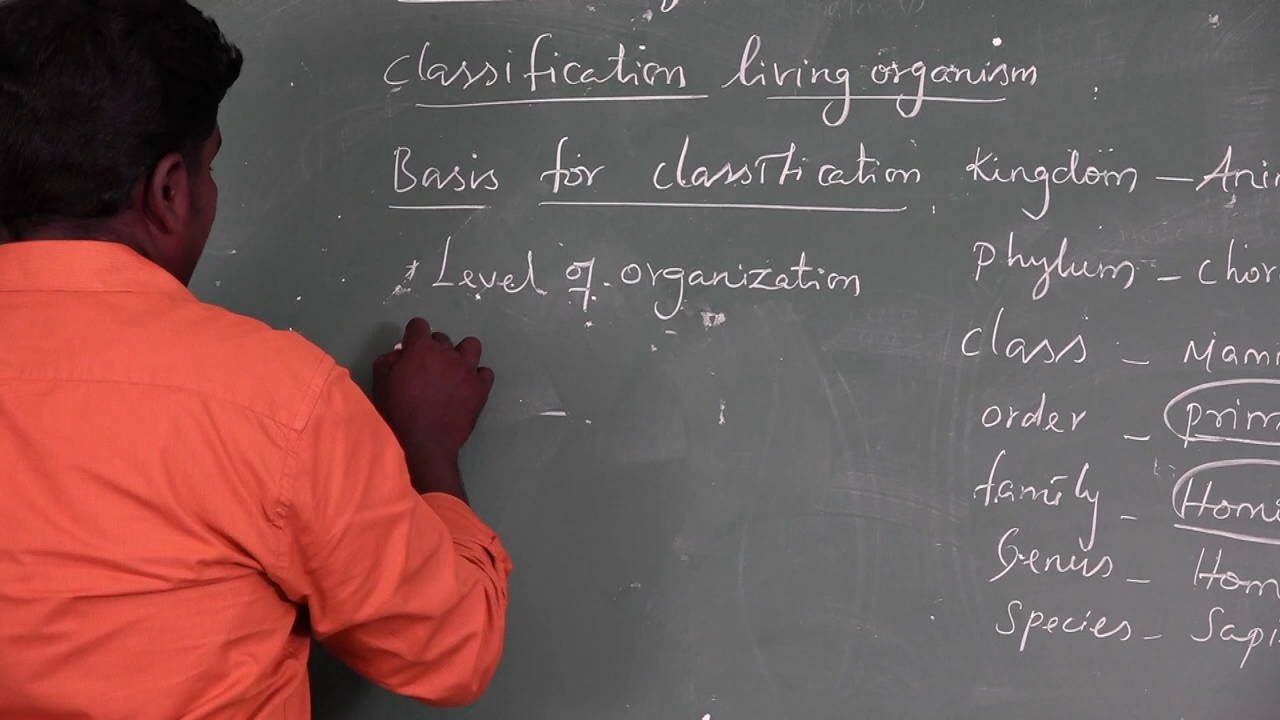 Classification living organism
Basis for classification
* Level of organization
Kingdom – Ani
Phylum – Chor
Class – Mam
order – prim
family – Homi
Genus – Hom
Species – Sapi